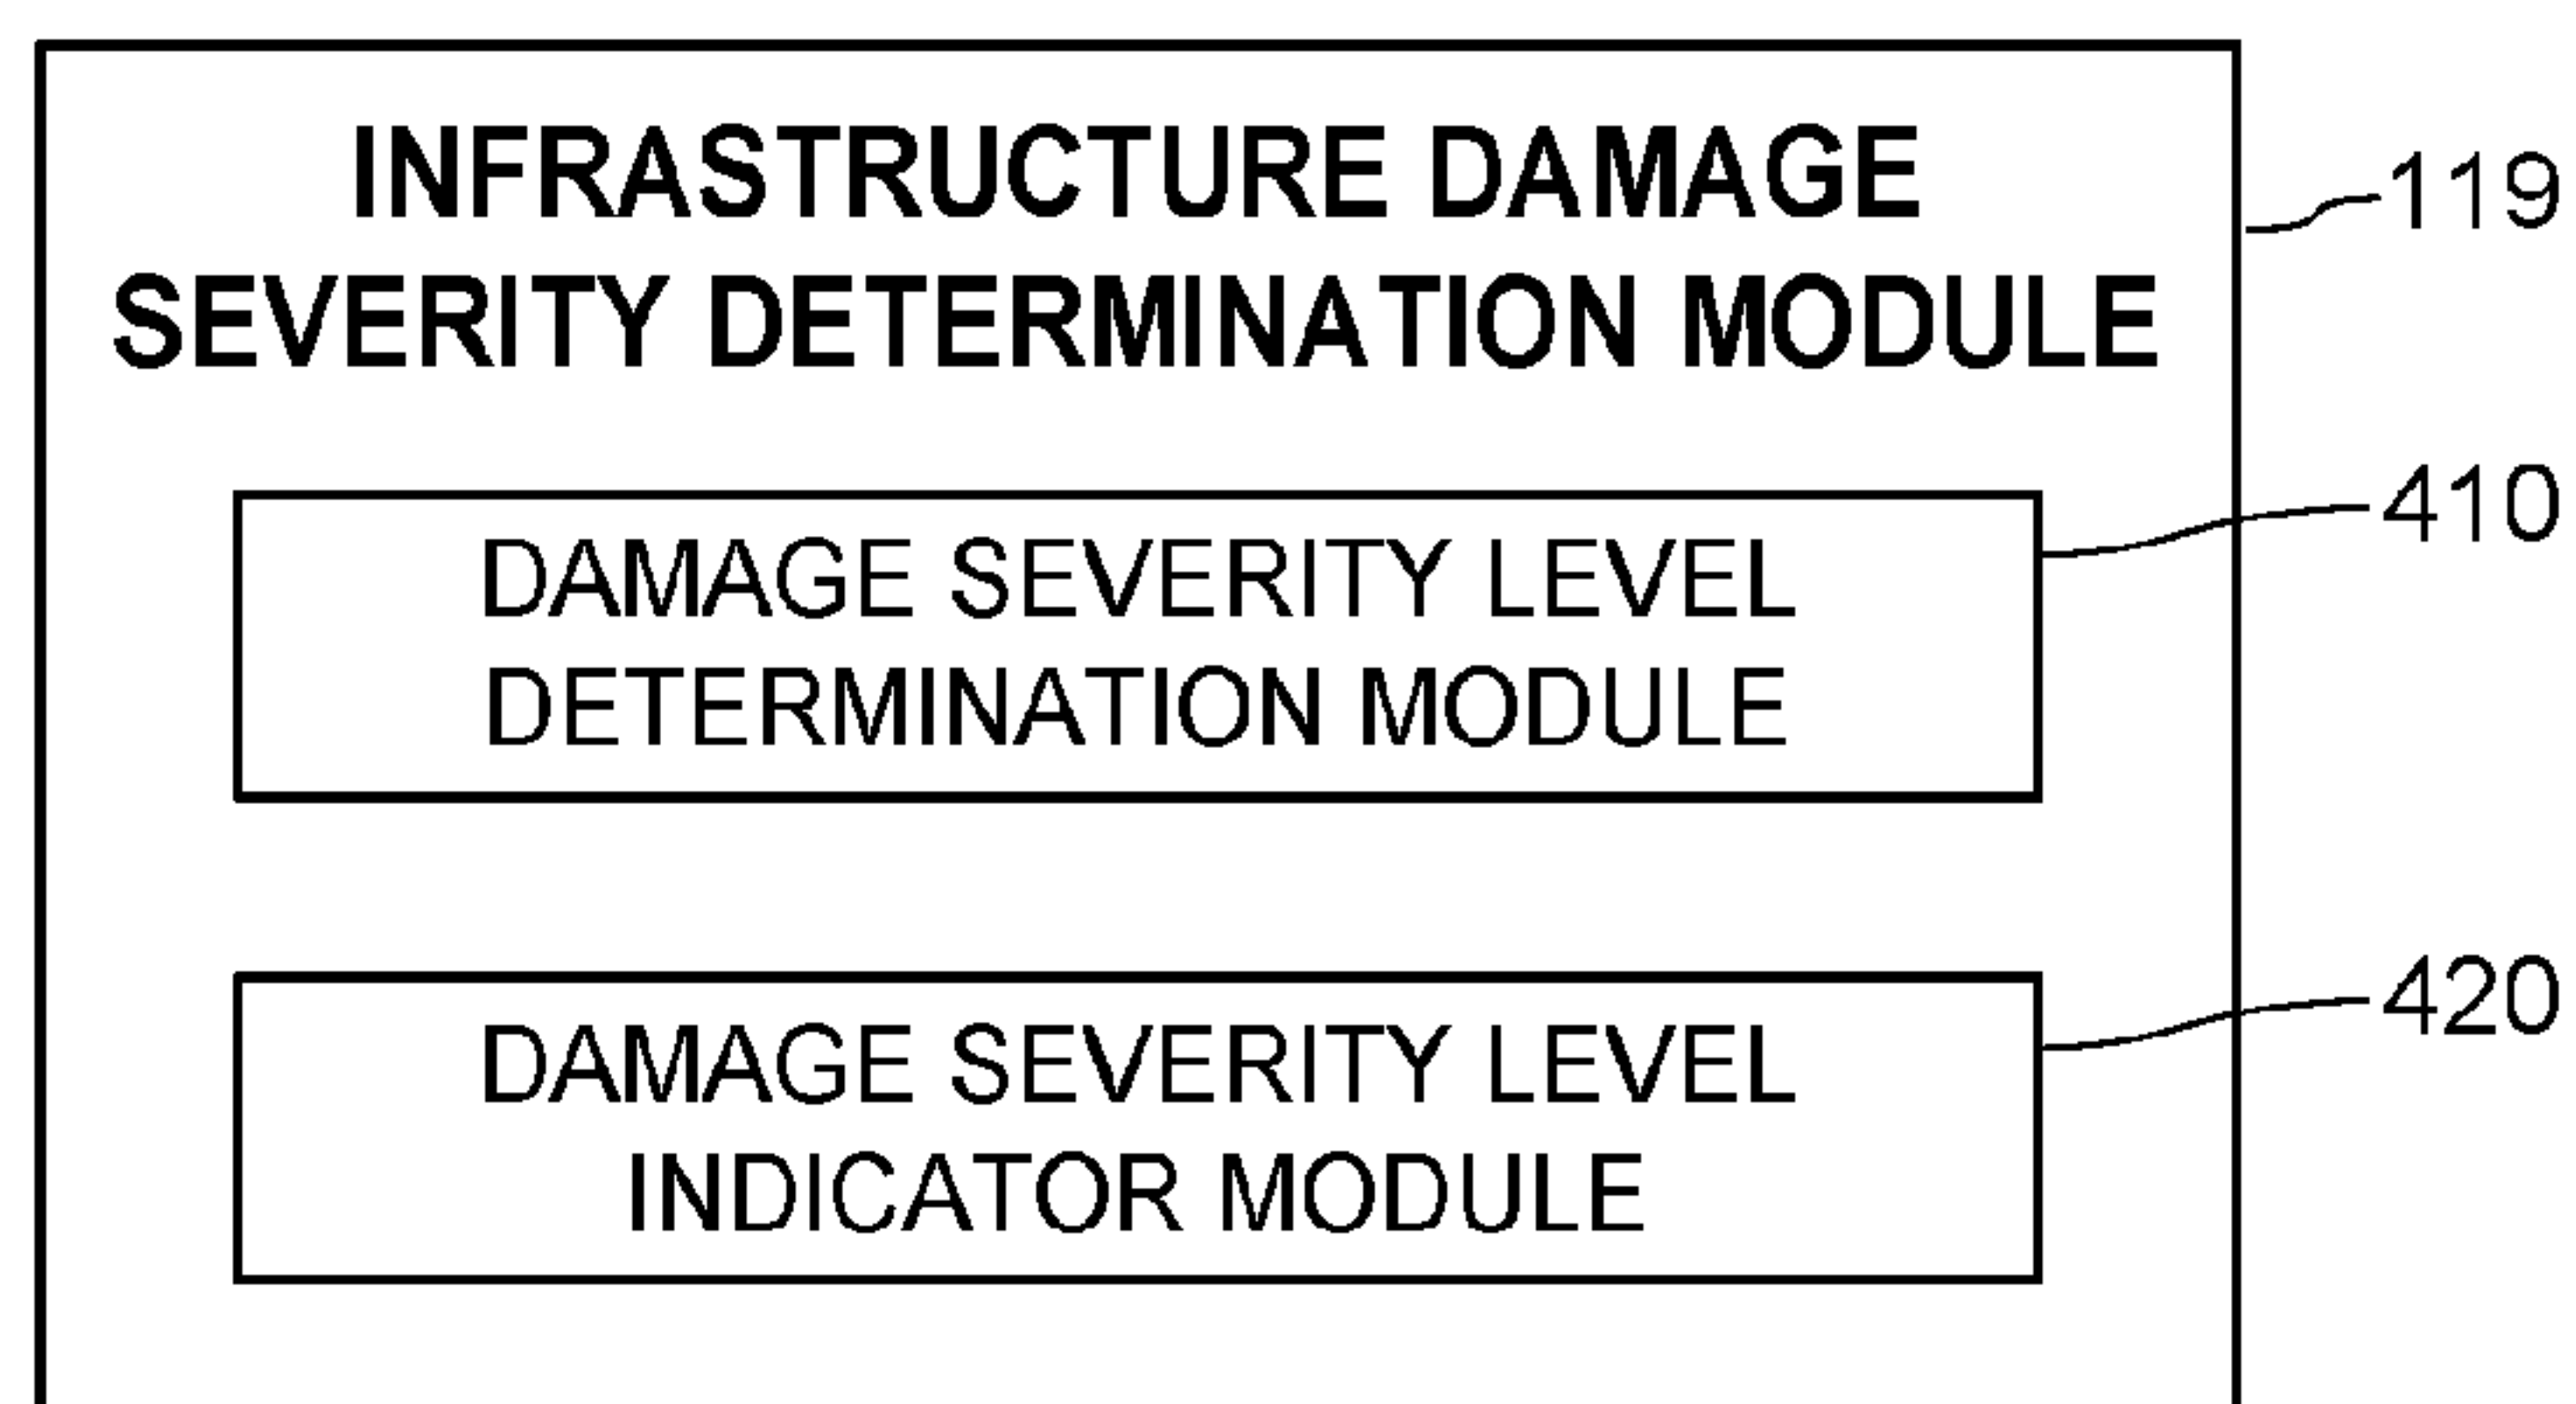 INFRASTRUCTURE DAMAGE
SEVERITY DETERMINATION MODULE
119
DAMAGE SEVERITY LEVEL
DETERMINATION MODULE
410
DAMAGE SEVERITY LEVEL
INDICATOR MODULE
420